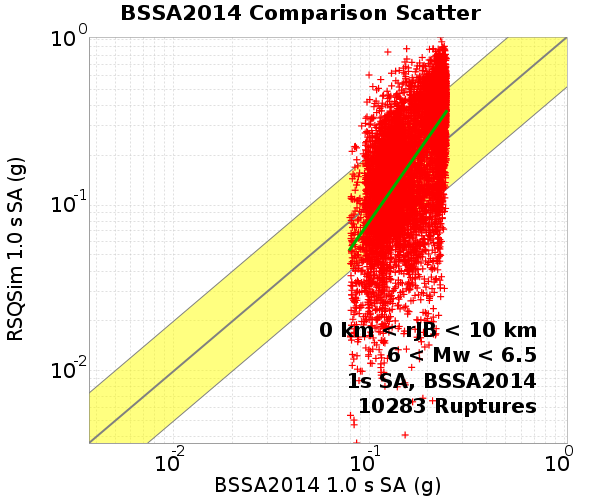 BSSA2014 Comparison Scatter
RSQSim 1.0 s SA (g)
10^0
10^-1
10^-2
0 km < rJB < 10 km
6 < Mw < 6.5
1s SA, BSSA2014
10283 Ruptures
10^-2 10^-1 10^0
BSSA2014 1.0 s SA (g)